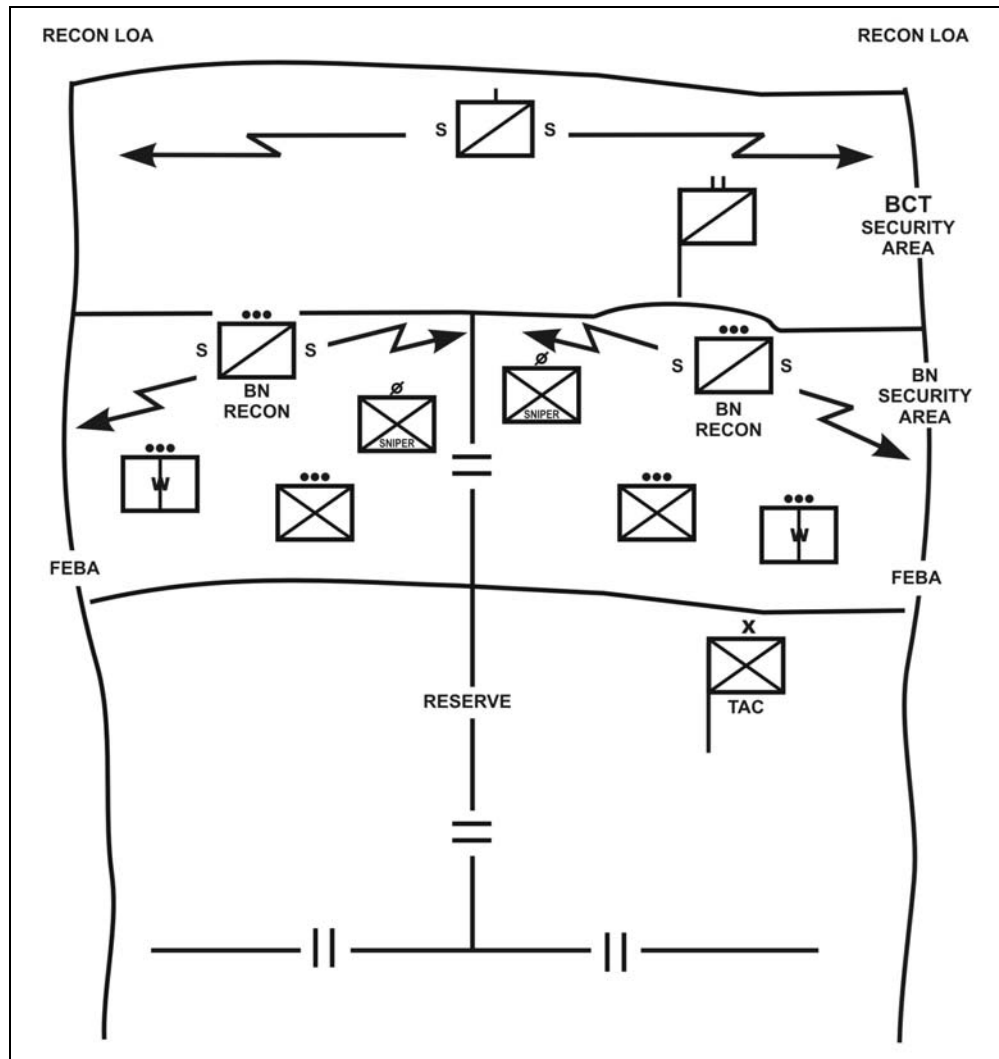 RECON LOA
RECON LOA
S
S
BCT
SECURITY
AREA
S
S
BN
RECON
S
S
BN
RECON
BN
SECURITY
AREA
SNIPER
SNIPER
W
W
FEBA
FEBA
X
TAC
RESERVE